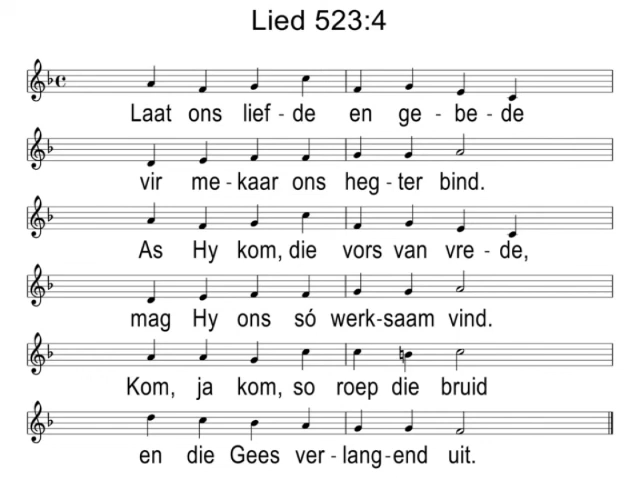 Lied 523:4
Laat ons lief-de en ge-be-de
vir me-kaar ons heg-ter bind.
As Hy kom, die vors van vre-de,
mag Hy ons só werk-saam vind.
Kom, ja kom, so roep die bruid
en die Gees ver-lang-end uit.